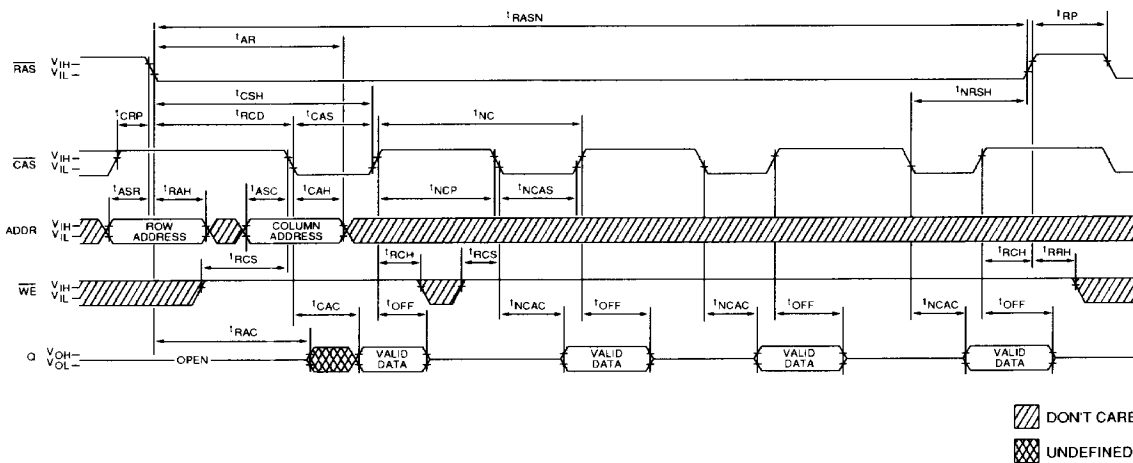 tRASN tRP
tAR
RAS VIH VIL
tCSH tNRSH
tCRP tRCD tCAS tNC
CAS VIH VIL
tASR tRAH tASC tCAH tNCP tNCAS
ADDR VIH VIL ROW ADDRESS COLUMN ADDRESS
tRCS tRCH tRCS tRCH tRRH
WE VIH VIL
tCAC tOFF tNCAC tOFF tNCAC tOFF tNCAC tOFF
tRAC
Q VOH VOL OPEN VALID DATA VALID DATA VALID DATA VALID DATA
DON'T CARE
UNDEFINED